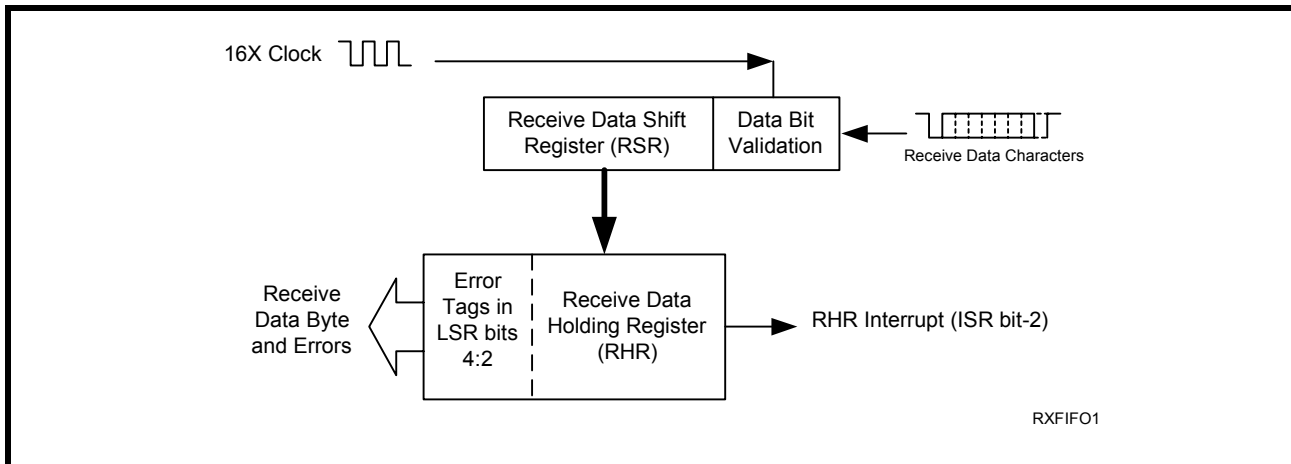 16X Clock
Receive Data Shift
Register (RSR)
Data Bit
Validation
Receive Data Characters
Receive
Data Byte
and Errors
Error
Tags in
LSR bits
4:2
Receive Data
Holding Register
(RHR)
RHR Interrupt (ISR bit-2)
RXFIFO1